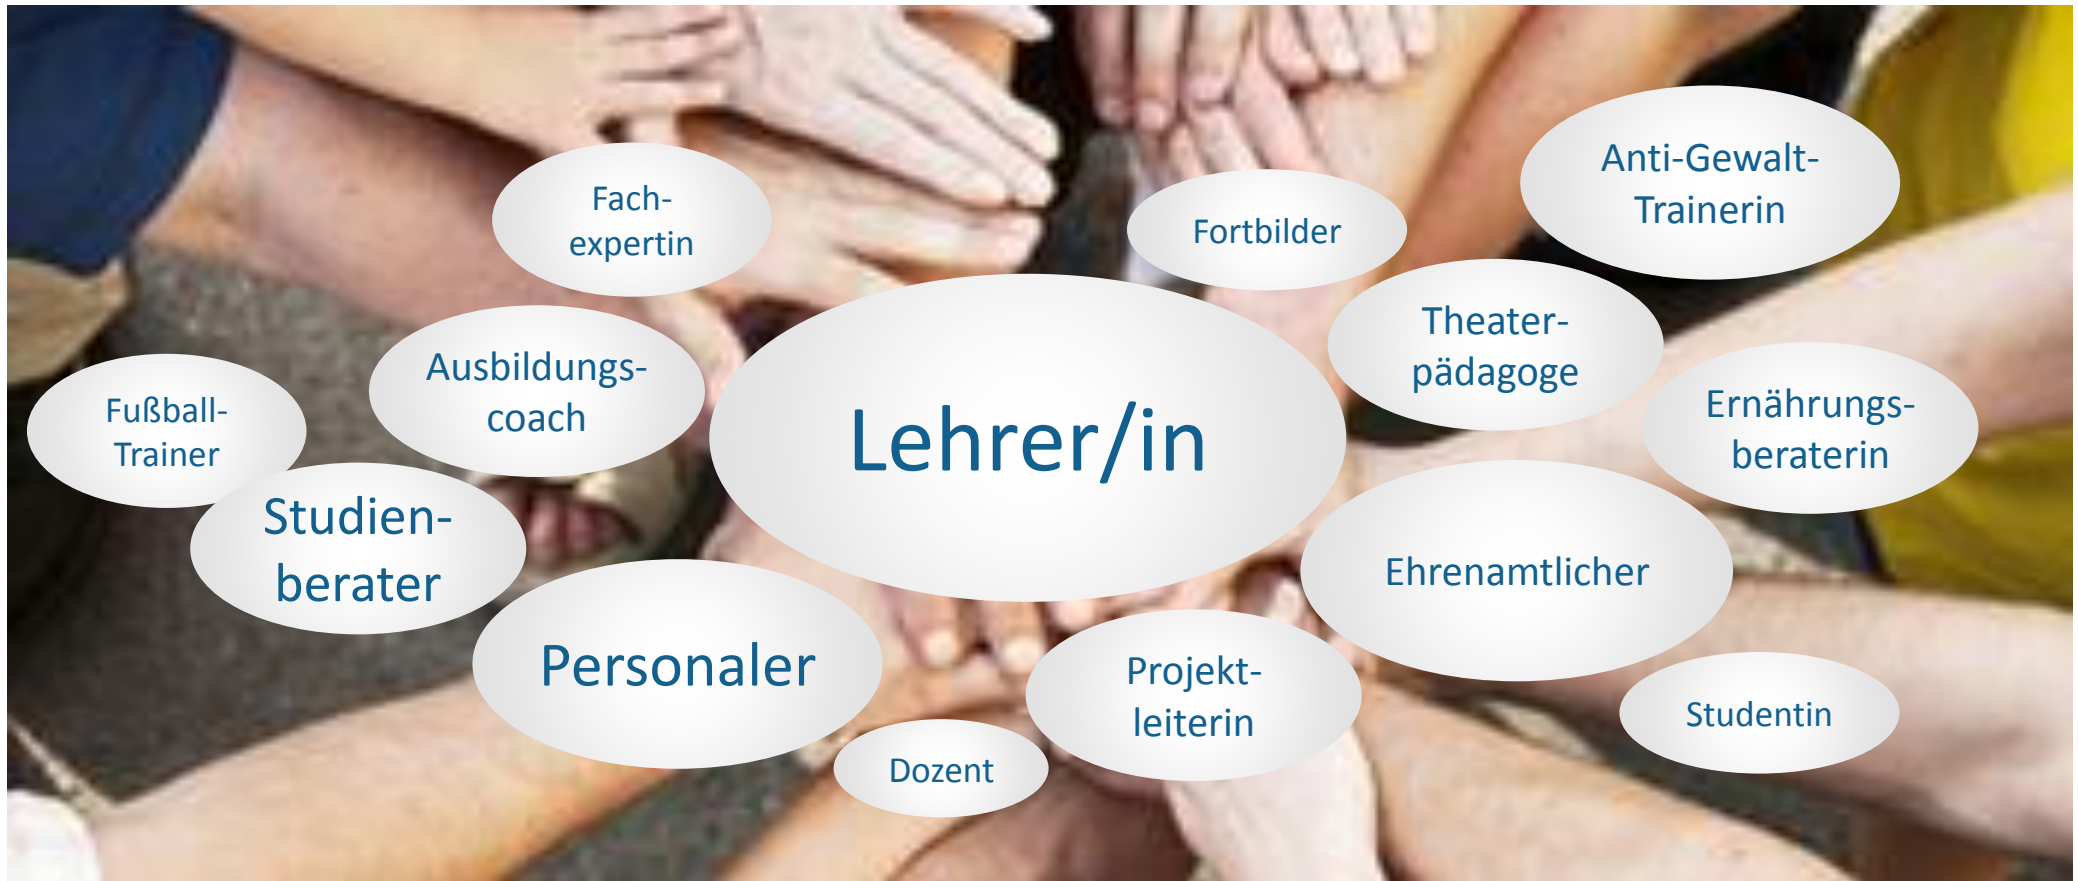 Anti-Gewalt-
Trainerin
Fach-
expertin
Fortbilder
Theater-
pädagoge
Ausbildungs-
coach
Fußball-
Trainer
Lehrer/in
Ernährungs-
beraterin
Studien-
berater
Ehrenamtlicher
Personaler
Projekt-
leiterin
Studentin
Dozent